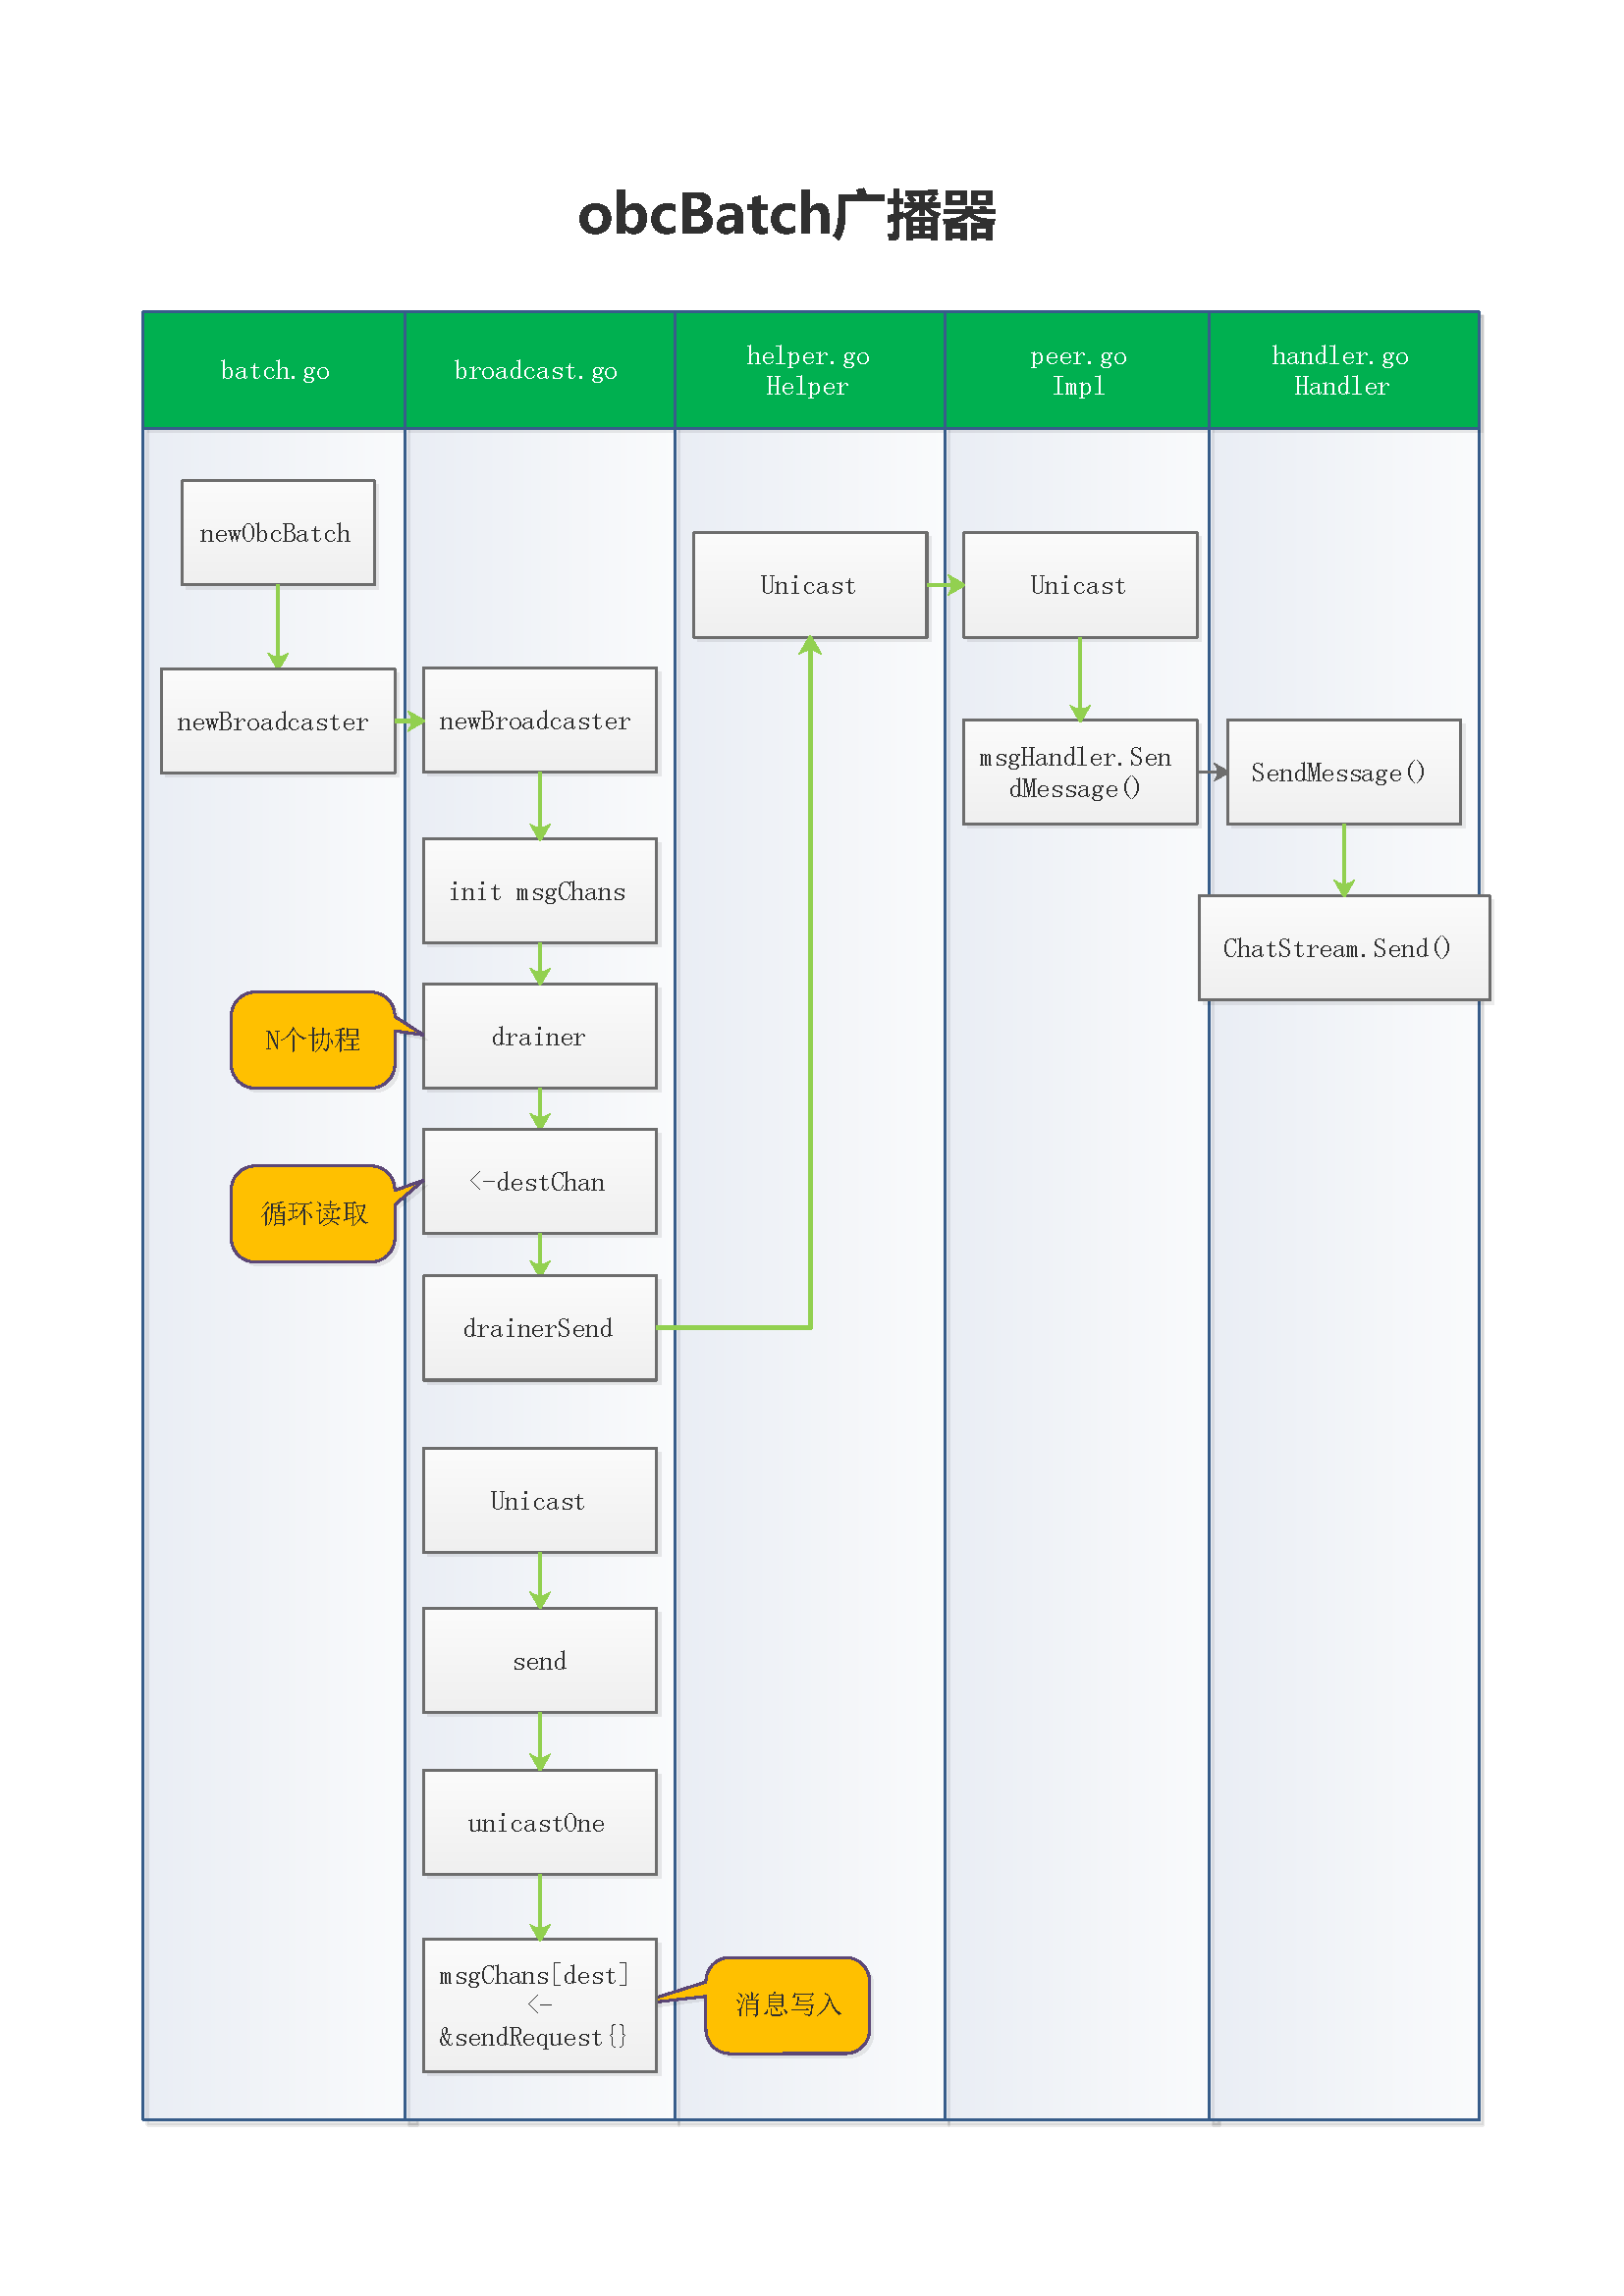 obcBatch广播器
batch.go
broadcast.go
helper.go
Helper
peer.go
Impl
handler.go
Handler
newObcBatch
Unicast
Unicast
newBroadcaster
newBroadcaster
msgHandler.Sen
dMessage()
SendMessage()
init msgChans
ChatStream.Send()
N个协程
drainer
<-destChan
循环读取
drainerSend
Unicast
send
unicastOne
msgChans[dest]
<-
&sendRequest{}
消息写入